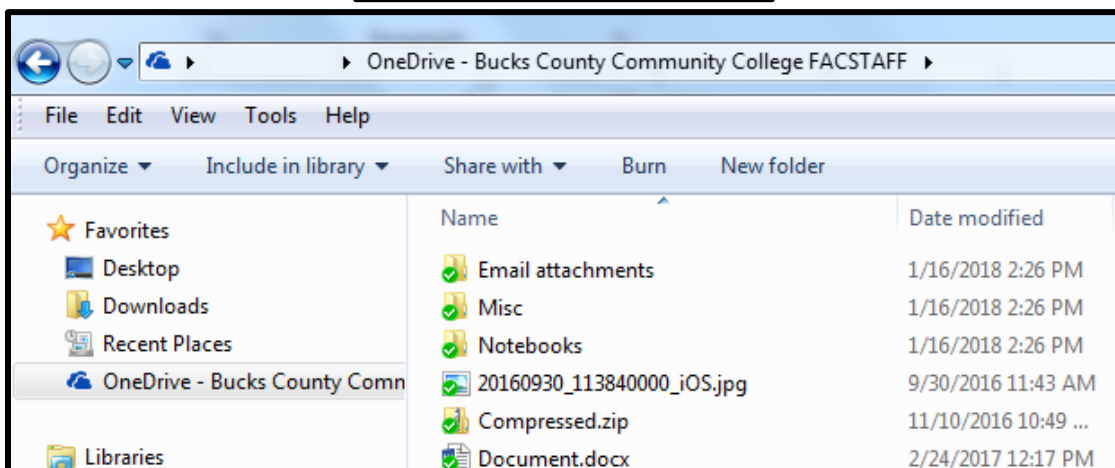 OneDrive - Bucks County Community College FACSTAFF
File Edit View Tools Help
Organize Include in library Share with Burn New folder
Name Date modified
Favorites
Desktop
Downloads
Recent Places
OneDrive - Bucks County Comn
Libraries
Email attachments 1/16/2018 2:26 PM
Misc 1/16/2018 2:26 PM
Notebooks 1/16/2018 2:26 PM
20160930_113840000_iOS.jpg 9/30/2016 11:43 AM
Compressed.zip 11/10/2016 10:49 ...
Document.docx 2/24/2017 12:17 PM